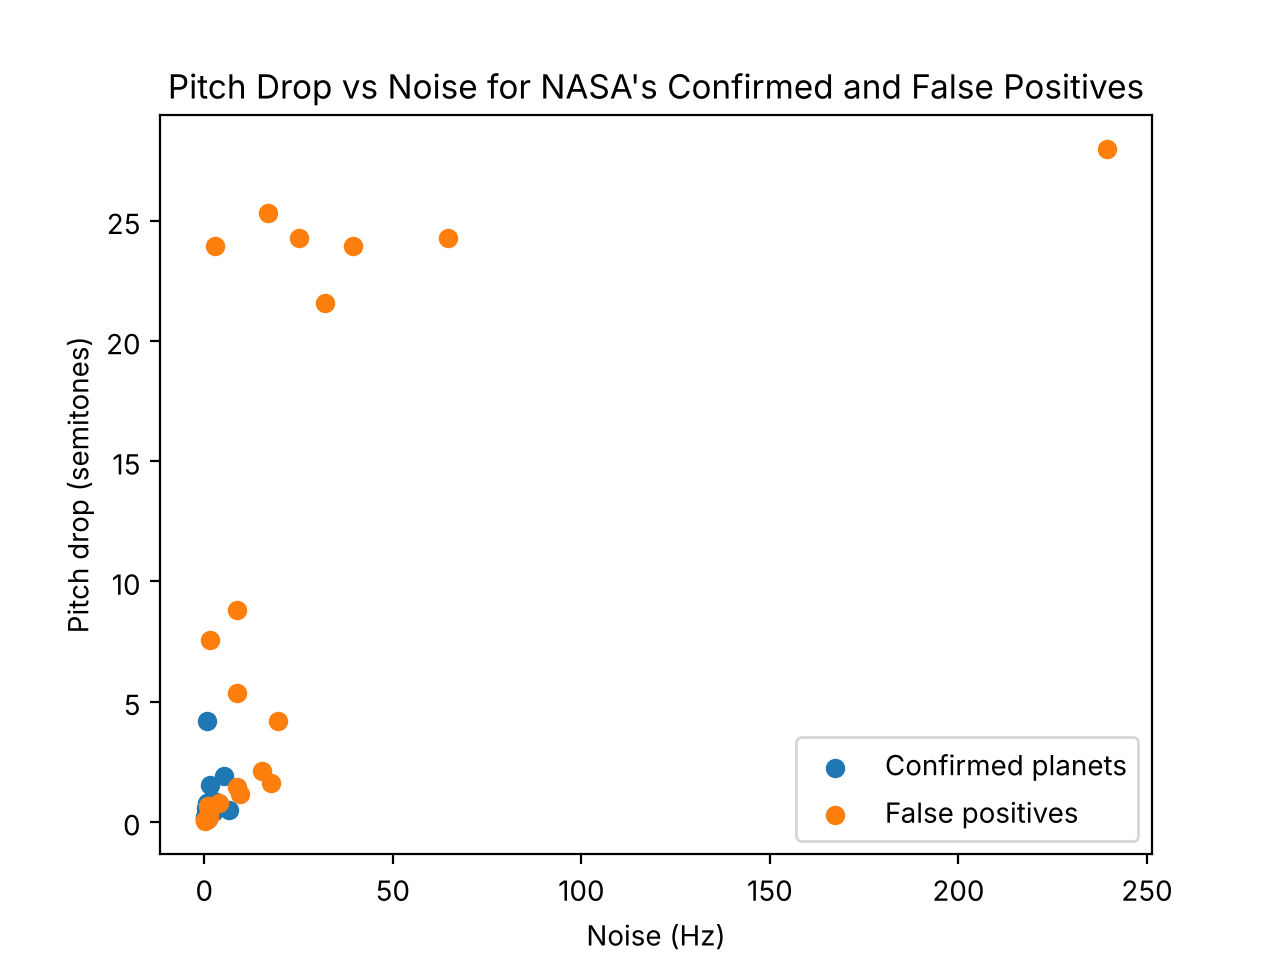 Pitch Drop vs Noise for NASA's Confirmed and False Positives
Pitch drop (semitones)
25
20
15
10
5
0
Confirmed planets
False positives
0 50 100 150 200 250
Noise (Hz)